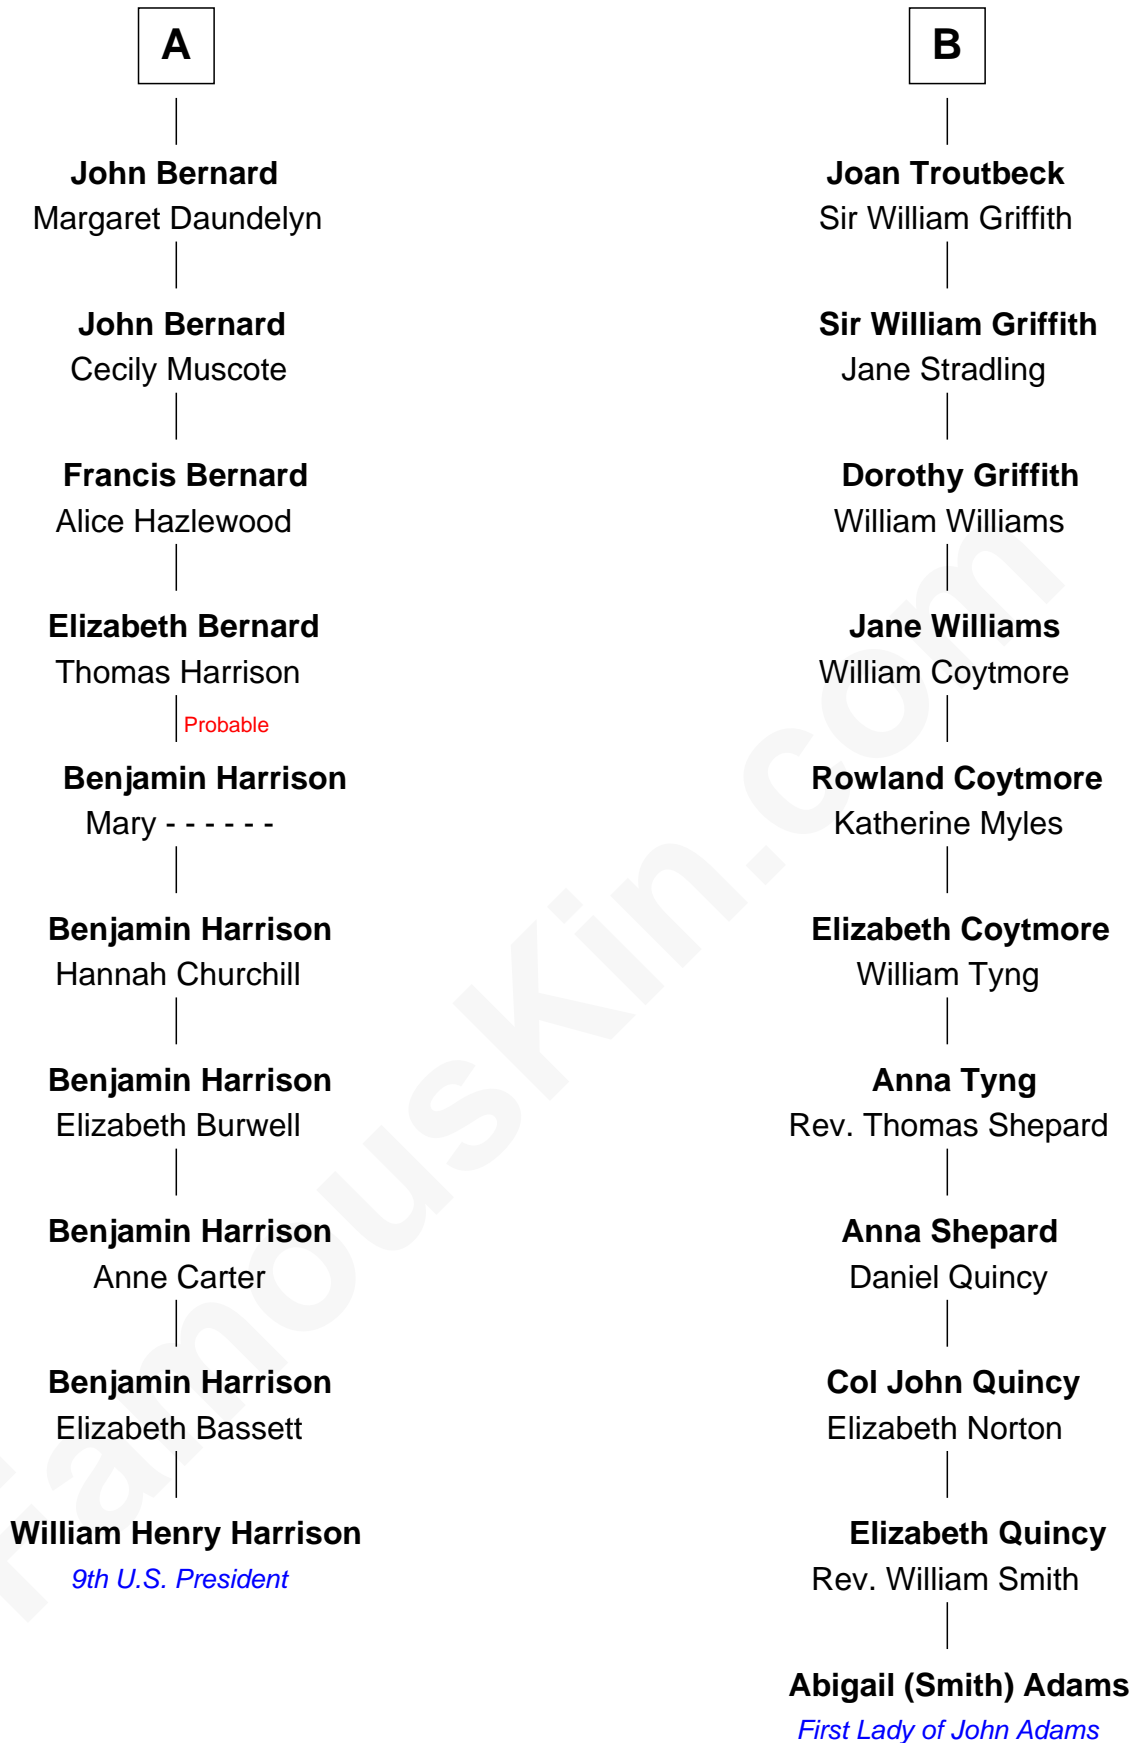 A
John Bernard
Margaret Daundelyn
John Bernard
Cecily Muscote
Francis Bernard
Alice Hazlewood
Elizabeth Bernard
Thomas Harrison
Probable
Benjamin Harrison
Mary - - - - - -
Benjamin Harrison
Hannah Churchill
Benjamin Harrison
Elizabeth Burwell
Benjamin Harrison
Anne Carter
Benjamin Harrison
Elizabeth Bassett
William Henry Harrison
9th U.S. President
B
Joan Troutbeck
Sir William Griffith
Sir William Griffith
Jane Stradling
Dorothy Griffith
William Williams
Jane Williams
William Coytmore
Rowland Coytmore
Katherine Myles
Elizabeth Coytmore
William Tyng
Anna Tyng
Rev. Thomas Shepard
Anna Shepard
Daniel Quincy
Col John Quincy
Elizabeth Norton
Elizabeth Quincy
Rev. William Smith
Abigail (Smith) Adams
First Lady of John Adams
FamousKin.com